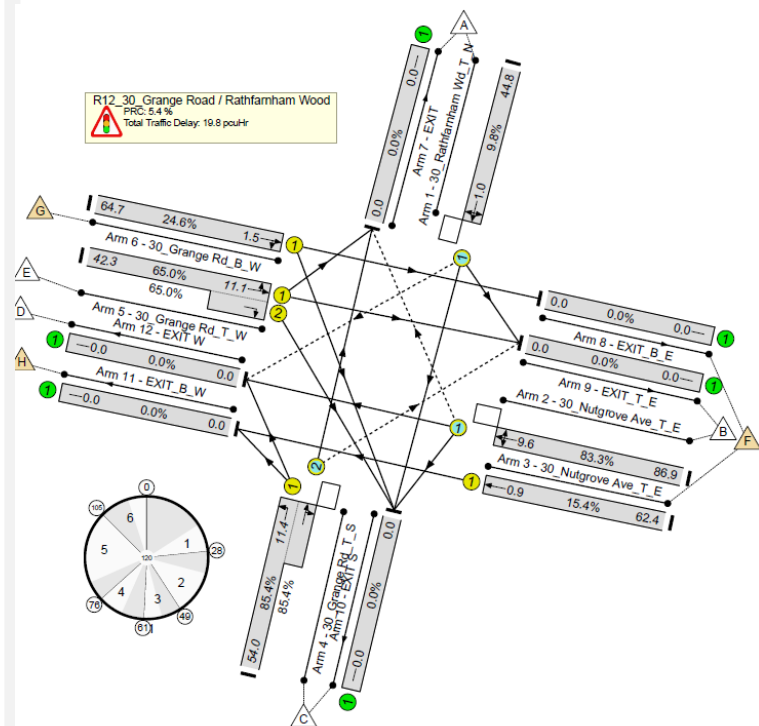 R12_30_Grange Road / Rathfarnham Wood
PRC: 5.4 %
Total Traffic Delay: 19.8 pcuHr
A
1
0.0
0.0%
0.0
Arm 7 - EXIT
Arm 1 - 30_Rathfarnham Wd_T_N
44.8
9.8%
1.0
G
64.7
24.6%
1.5
1
Arm 6 - 30_Grange Rd_B_W
E
42.3
65.0%
11.1
65.0%
1
2
Arm 5 - 30_Grange Rd_T_W
D
Arm 12 - EXIT W
1
0.0
0.0%
0.0
H
Arm 11 - EXIT_B_W
1
0.0
0.0%
0.0
1
0.0
0.0%
0.0
1
Arm 8 - EXIT_B_E
0.0
0.0%
0.0
1
Arm 9 - EXIT_T_E
Arm 2 - 30_Nutgrove Ave_T_E
B
F
1
9.6
83.3%
86.9
Arm 3 - 30_Nutgrove Ave_T_E
1
0.9
15.4%
62.4
1
2
11.4
85.4%
85.4%
54.0
Arm 4 - 30_Grange Rd_T_S
Arm 10 - EXIT S
0.0
0.0%
0.0
1
C
0
105
6
1
28
5
120
2
4
3
76
49
61